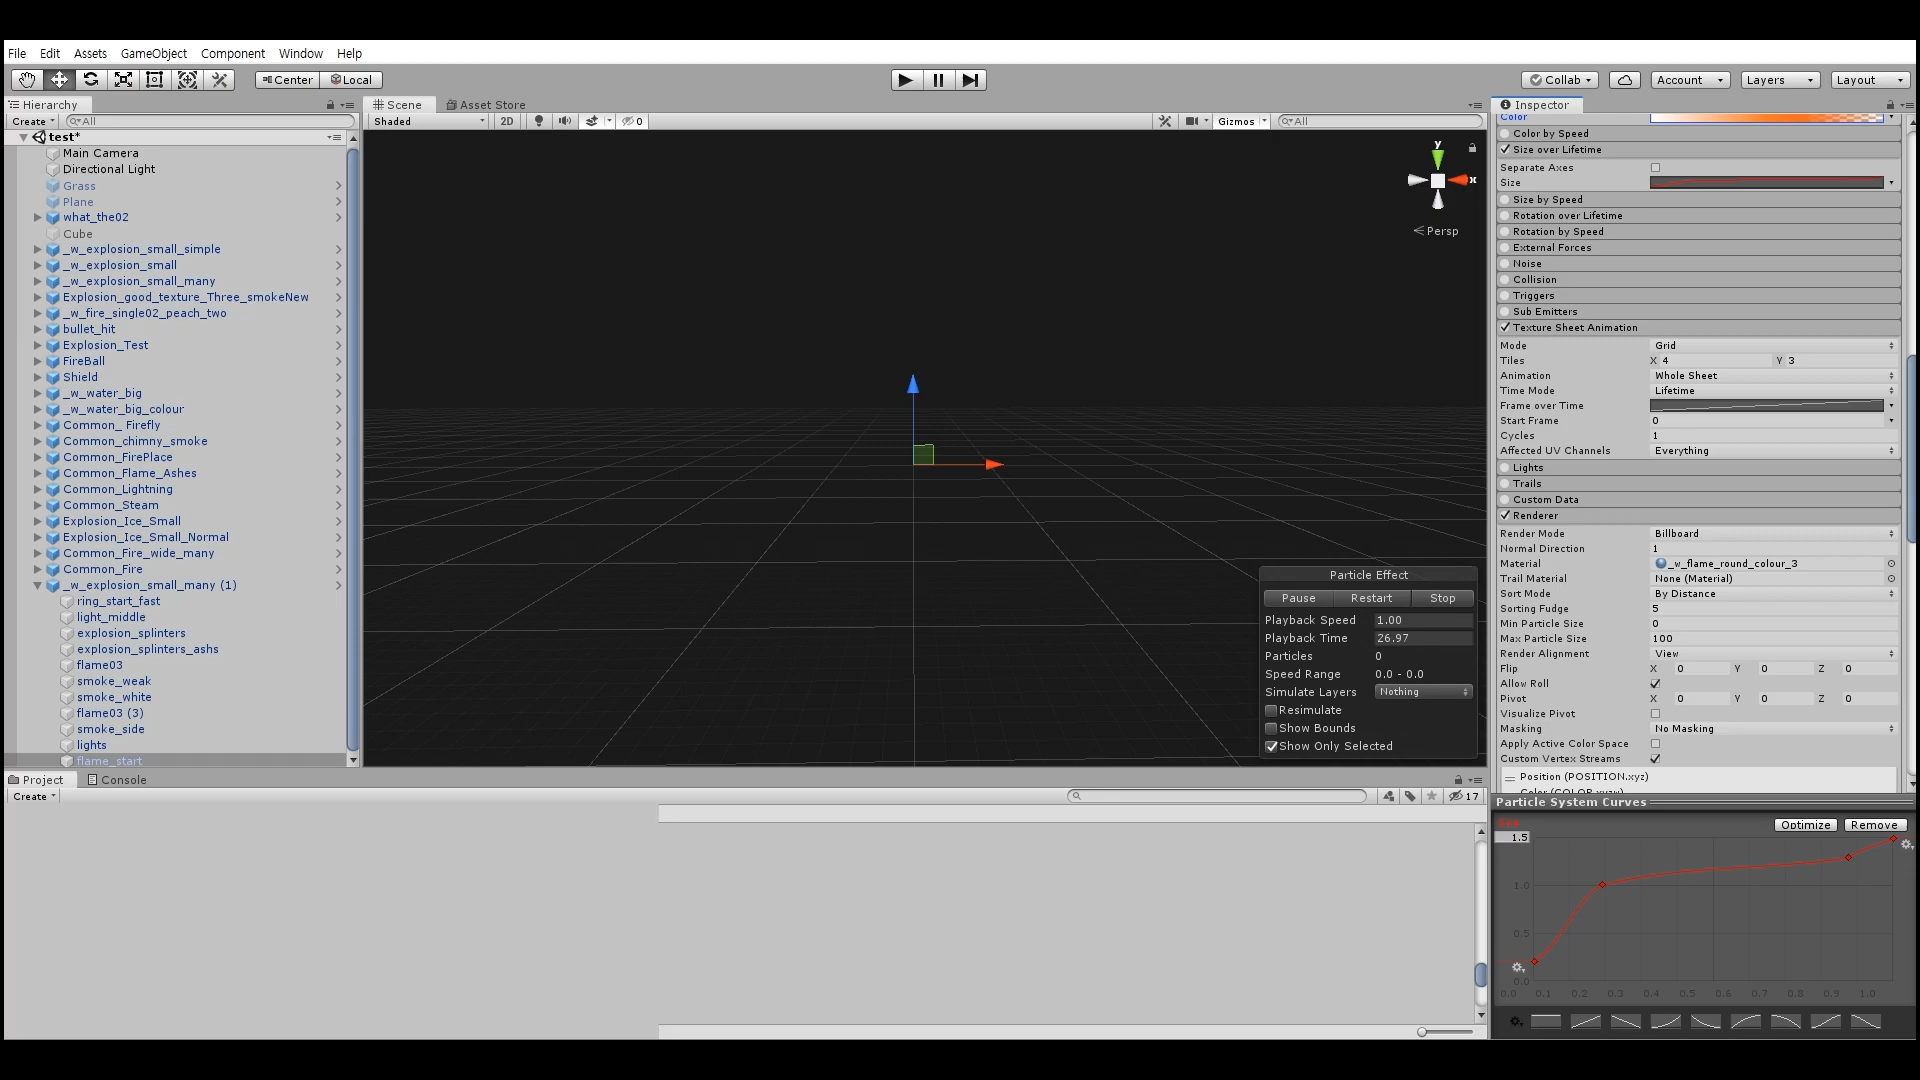 File Edit Assets GameObject Component Window Help
Center Local Collab Account Layers Layout
Hierarchy
Create All
test*
Main Camera
Directional Light
Grass
Plane
what_the02
Cube
_w_explosion_small_simple
_w_explosion_small
_w_explosion_small_many
Explosion_good_texture_Three_smokeNew
_w_fire_single02_peach_two
bullet_hit
Explosion_Test
FireBall
Shield
_w_water_big
_w_water_big_colour
Common_ Firefly
Common_chimny_smoke
Common_FirePlace
Common_Flame_Ashes
Common_Lightning
Common_Steam
Explosion_Ice_Small
Explosion_Ice_Small_Normal
Common_Fire_wide_many
Common_Fire
_w_explosion_small_many (1)
ring_start_fast
light_middle
explosion_splinters
explosion_splinters_ashs
flame03
smoke_weak
smoke_white
flame03 (3)
smoke_side
lights
flame_start
Scene Asset Store
Shaded 2D 0 Gizmos All
y
x
Persp
Particle Effect
Pause Restart Stop
Playback Speed 1.00
Playback Time 26.97
Particles 0
Speed Range 0.0 - 0.0
Simulate Layers Nothing
Resimulate
Show Bounds
Show Only Selected
Project Console
Create 17
Inspector
Color
Color by Speed
Size over Lifetime
Separate Axes
Size
Size by Speed
Rotation over Lifetime
Rotation by Speed
External Forces
Noise
Collision
Triggers
Sub Emitters
Texture Sheet Animation
Mode Grid
Tiles X 4 Y 3
Animation Whole Sheet
Time Mode Lifetime
Frame over Time
Start Frame 0
Cycles 1
Affected UV Channels Everything
Lights
Trails
Custom Data
Renderer
Render Mode Billboard
Normal Direction 1
Material _w_flame_round_colour_3
Trail Material None (Material)
Sort Mode By Distance
Sorting Fudge 5
Min Particle Size 0
Max Particle Size 100
Render Alignment View
Flip X 0 Y 0 Z 0
Allow Roll
Pivot X 0 Y 0 Z 0
Visualize Pivot
Masking No Masking
Apply Active Color Space
Custom Vertex Streams
Position (POSITION.xyz)
Color (COLOR.xyzw)
Particle System Curves
Size Optimize Remove
1.5
1.0
0.5
0.0
0.0 0.1 0.2 0.3 0.4 0.5 0.6 0.7 0.8 0.9 1.0